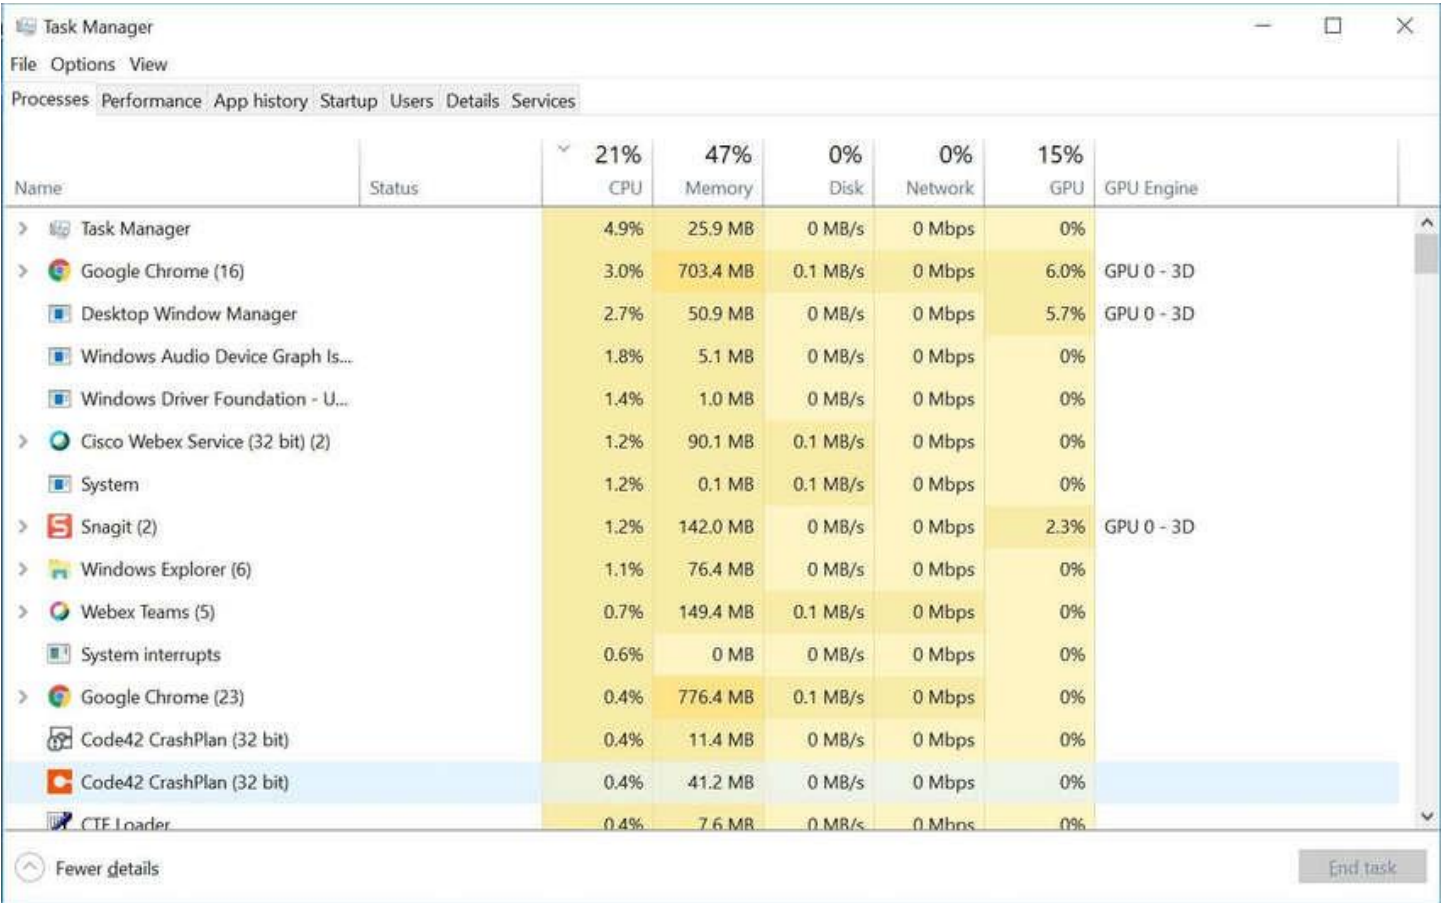 Task Manager
File Options View
Processes Performance App history Startup Users Details Services
21% 47% 0% 0% 15%
Name Status CPU Memory Disk Network GPU GPU Engine
Task Manager 4.9% 25.9 MB 0 MB/s 0 Mbps 0%
Google Chrome (16) 3.0% 703.4 MB 0.1 MB/s 0 Mbps 6.0% GPU 0 - 3D
Desktop Window Manager 2.7% 50.9 MB 0 MB/s 0 Mbps 5.7% GPU 0 - 3D
Windows Audio Device Graph Is... 1.8% 5.1 MB 0 MB/s 0 Mbps 0%
Windows Driver Foundation - U... 1.4% 1.0 MB 0 MB/s 0 Mbps 0%
Cisco Webex Service (32 bit) (2) 1.2% 90.1 MB 0.1 MB/s 0 Mbps 0%
System 1.2% 0.1 MB 0.1 MB/s 0 Mbps 0%
Snagit (2) 1.2% 142.0 MB 0 MB/s 0 Mbps 2.3% GPU 0 - 3D
Windows Explorer (6) 1.1% 76.4 MB 0 MB/s 0 Mbps 0%
Webex Teams (5) 0.7% 149.4 MB 0.1 MB/s 0 Mbps 0%
System interrupts 0.6% 0 MB 0 MB/s 0 Mbps 0%
Google Chrome (23) 0.4% 776.4 MB 0.1 MB/s 0 Mbps 0%
Code42 CrashPlan (32 bit) 0.4% 11.4 MB 0 MB/s 0 Mbps 0%
Code42 CrashPlan (32 bit) 0.4% 41.2 MB 0 MB/s 0 Mbps 0%
CTF Loader 0.4% 7.6 MB 0 MB/s 0 Mbps 0%
Fewer details End task